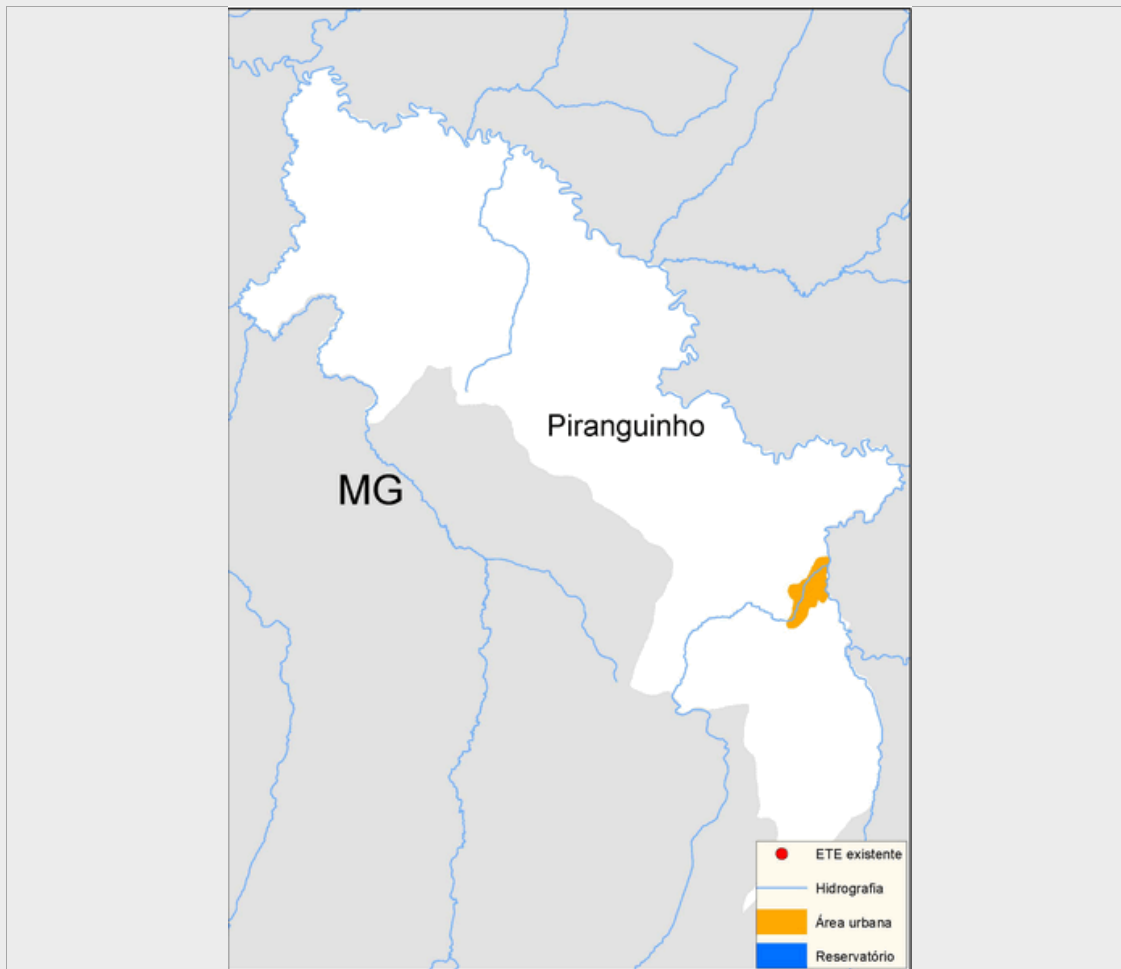 Piranguinho
MG
ETE existente
Hidrografia
Área urbana
Reservatório